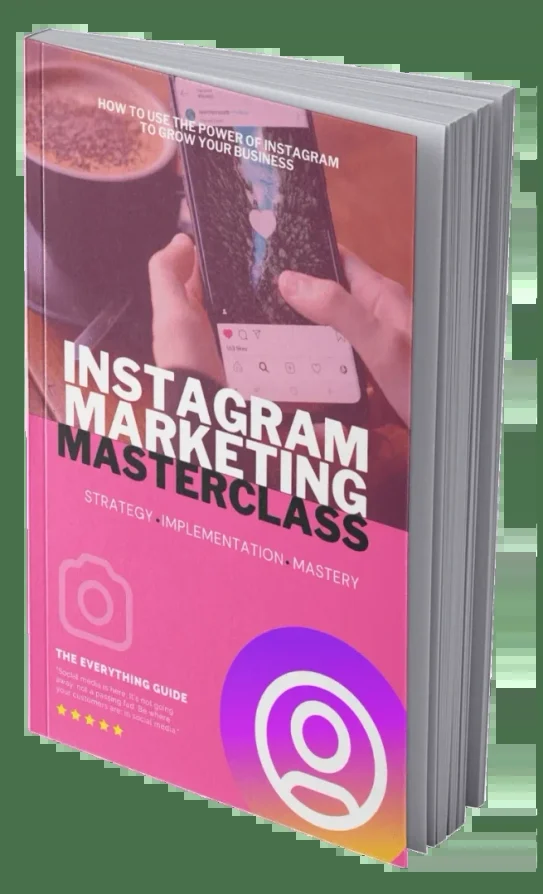 HOW TO USE THE POWER OF INSTAGRAM
TO GROW YOUR BUSINESS
INSTAGRAM
MARKETING
MASTERCLASS
STRATEGY•IMPLEMENTATION•MASTERY
THE EVERYTHING GUIDE
"Social media is here. It's not going
away; not a passing fad. Be where
your customers are: in social media."